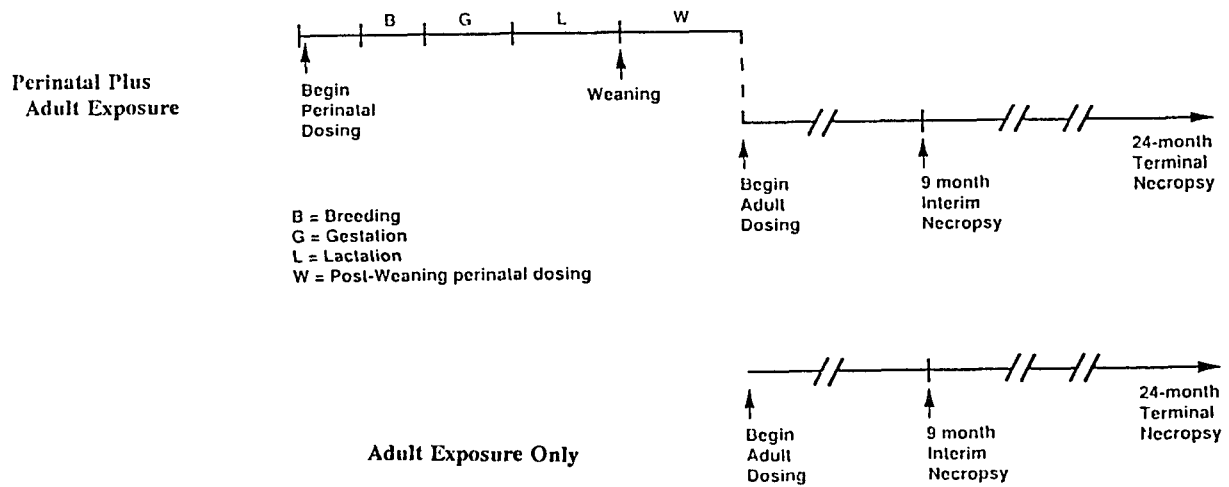 B G L W
Perinatal Plus
Adult Exposure
Begin
Perinatal
Dosing
Weaning
Begin
Adult
Dosing
9 month
Interim
Necropsy
24-month
Terminal
Necropsy
B = Breeding
G = Gestation
L = Lactation
W = Post-Weaning perinatal dosing
Adult Exposure Only
Begin
Adult
Dosing
9 month
Interim
Necropsy
24-month
Terminal
Necropsy